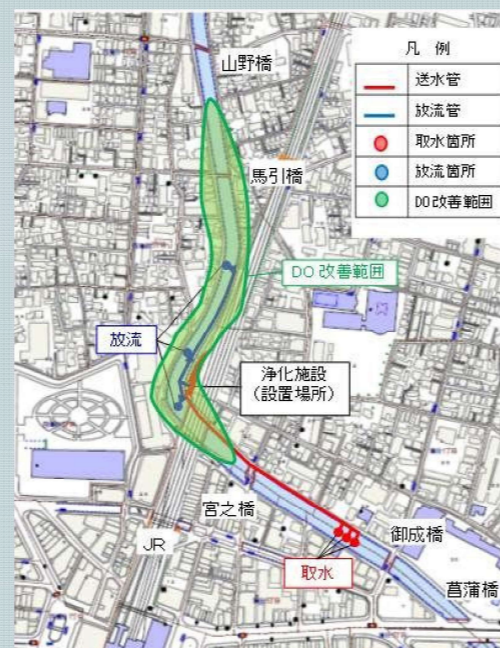 山野橋
凡 例
送水管
放流管
取水箇所
放流箇所
DO改善範囲
馬引橋
DO 改善範囲
放流
浄化施設
(設置場所)
宮之橋
御成橋
JR
取水
菖蒲橋